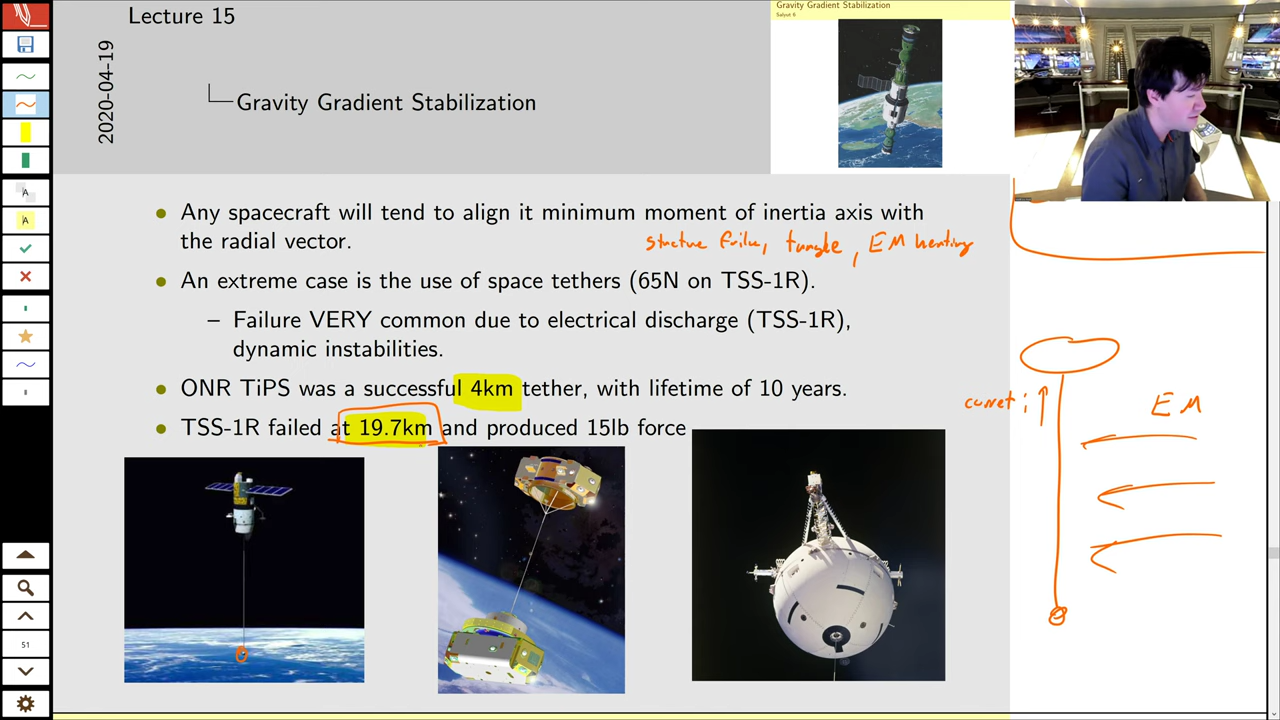 Lecture 15
2020-04-19
Gravity Gradient Stabilization
Gravity Gradient Stabilization
Salyut 6
• Any spacecraft will tend to align it minimum moment of inertia axis with
the radial vector.
structure failure, tangle, EM heating
• An extreme case is the use of space tethers (65N on TSS-1R).
– Failure VERY common due to electrical discharge (TSS-1R),
dynamic instabilities.
• ONR TiPS was a successful 4km tether, with lifetime of 10 years.
• TSS-1R failed at 19.7km and produced 15lb force
current i
EM
51